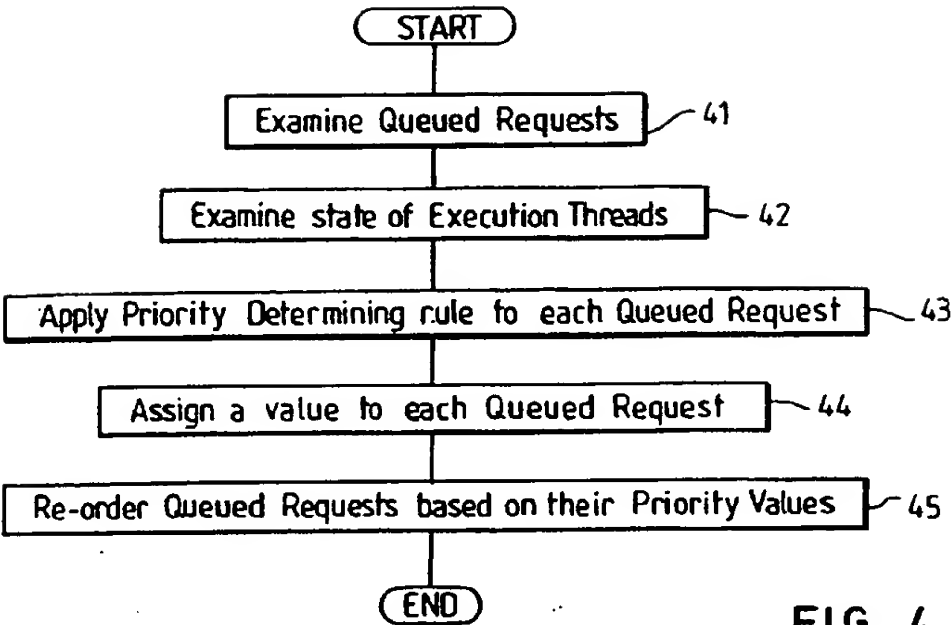 START
Examine Queued Requests
41
Examine state of Execution Threads
42
Apply Priority Determining rule to each Queued Request
43
Assign a value to each Queued Request
44
Re-order Queued Requests based on their Priority Values
45
END
FIG. 4